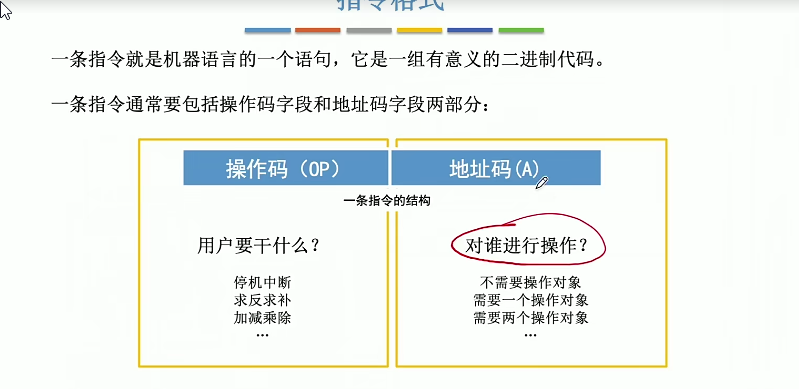 指令格式
一条指令就是机器语言的一个语句，它是一组有意义的二进制代码。
一条指令通常要包括操作码字段和地址码字段两部分：
操作码（OP） 地址码(A)
一条指令的结构
用户要干什么？ 对谁进行操作？
停机中断 不需要操作对象
求反求补 需要一个操作对象
加减乘除 需要两个操作对象
… …